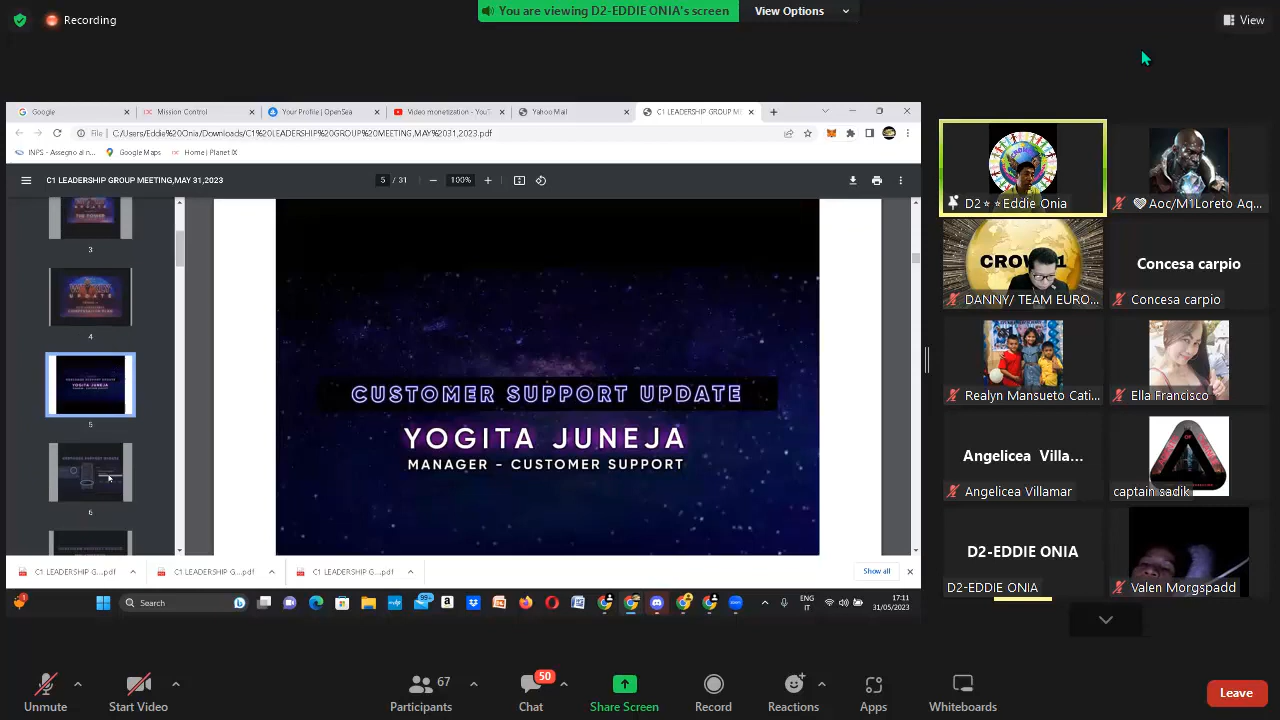 Recording
You are viewing D2-EDDIE ONIA's screen
View Options
View
Google
Mission Control
Your Profile | OpenSea
Video monetization - YouT
Yahoo Mail
C1 LEADERSHIP GROUP ME
File | C:/Users/Eddie%20Onia/Downloads/C1%20LEADERSHIP%20GROUP%20MEETING,MAY%2031,2023.pdf
INPS - Assegno al n...
Google Maps
Home | Planet IX
C1 LEADERSHIP GROUP MEETING,MAY 31,2023
5 / 31
100%
3
UPDATE
4
5
6
CUSTOMER SUPPORT UPDATE
YOGITA JUNEJA
MANAGER - CUSTOMER SUPPORT
C1 LEADERSHIP G....pdf
C1 LEADERSHIP G....pdf
C1 LEADERSHIP G....pdf
Show all
Search
99+
ENG
IT
17:11
31/05/2023
D2⭐⭐Eddie Onia
Aoc/M1Loreto Aq...
DANNY/ TEAM EURO...
Concesa carpio
Concesa carpio
Realyn Mansueto Cati...
Ella Francisco
Angelicea Villa...
Angelicea Villamar
captain sadik
D2-EDDIE ONIA
D2-EDDIE ONIA
Valen Morgspadd
Unmute
Start Video
67
Participants
50
Chat
Share Screen
Record
Reactions
Apps
Whiteboards
Leave